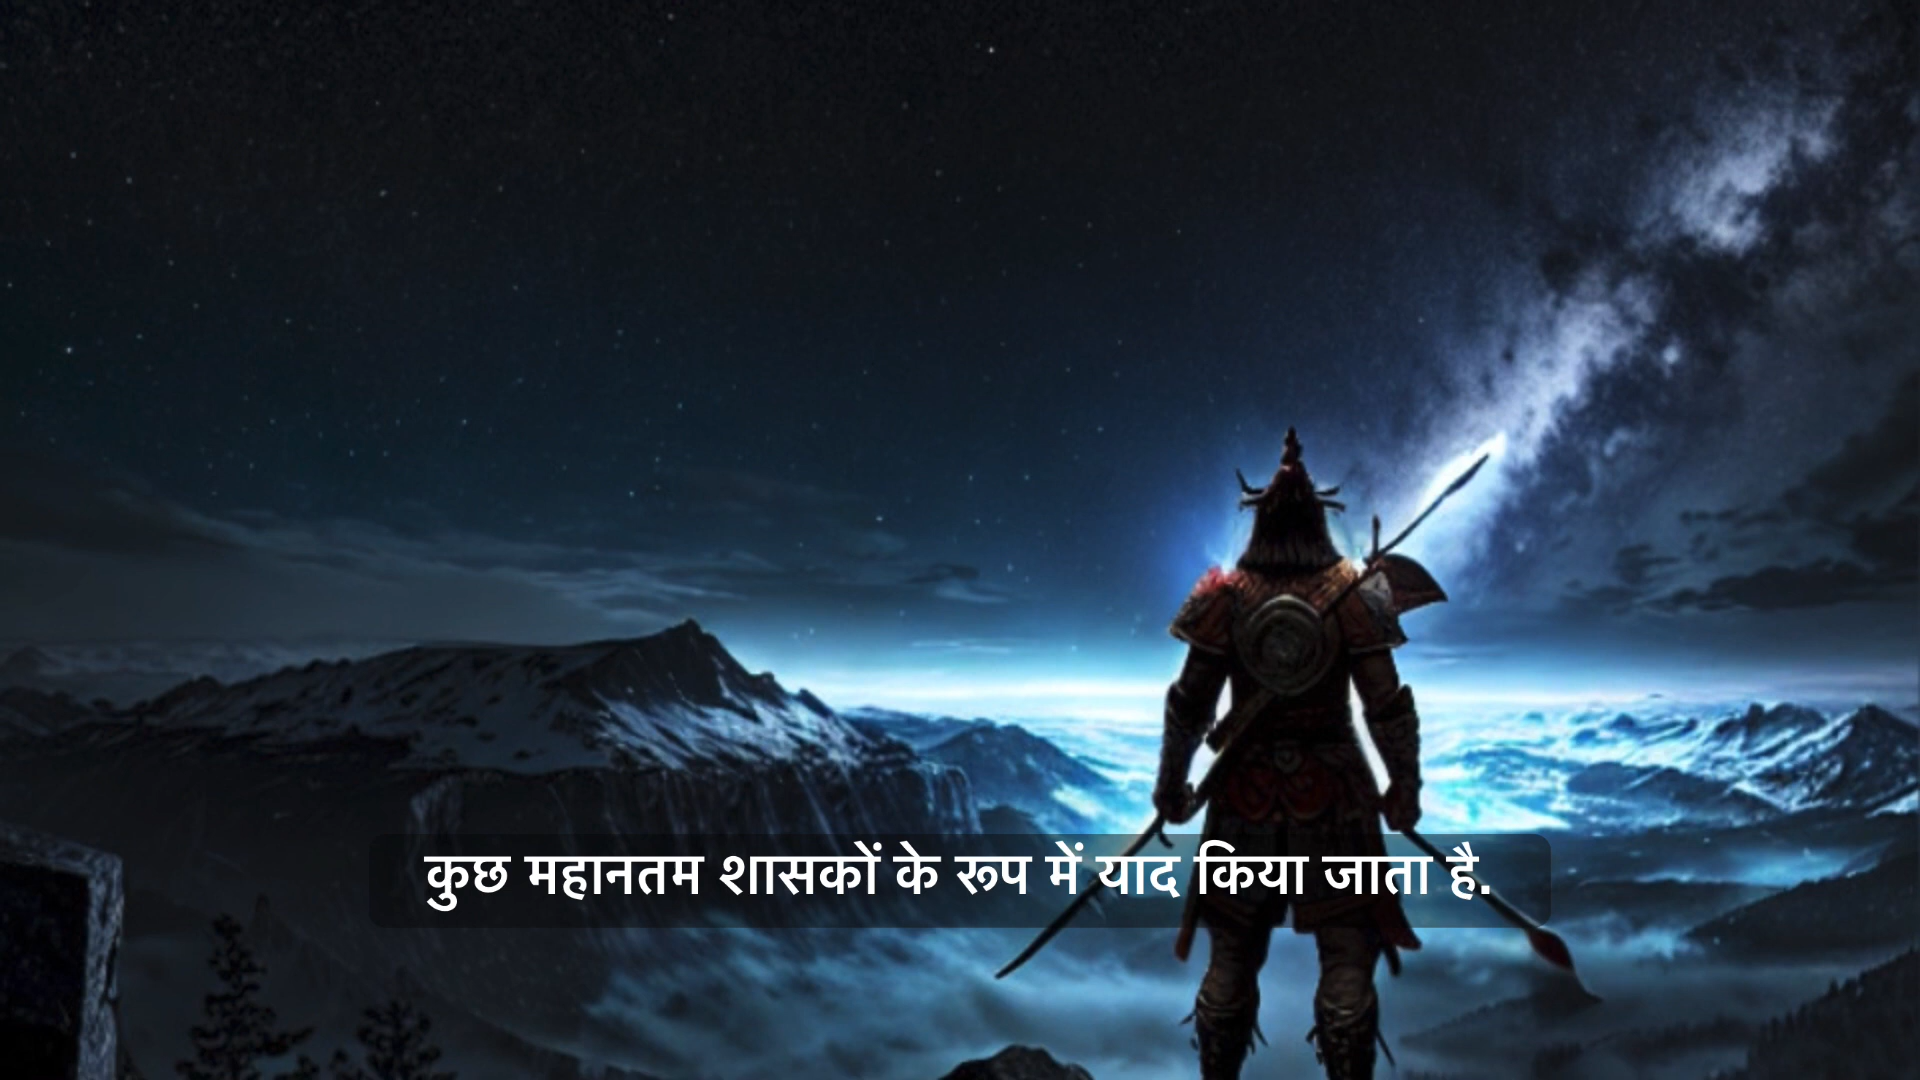 कुछ महानतम शासकों के रूप में याद किया जाता है.